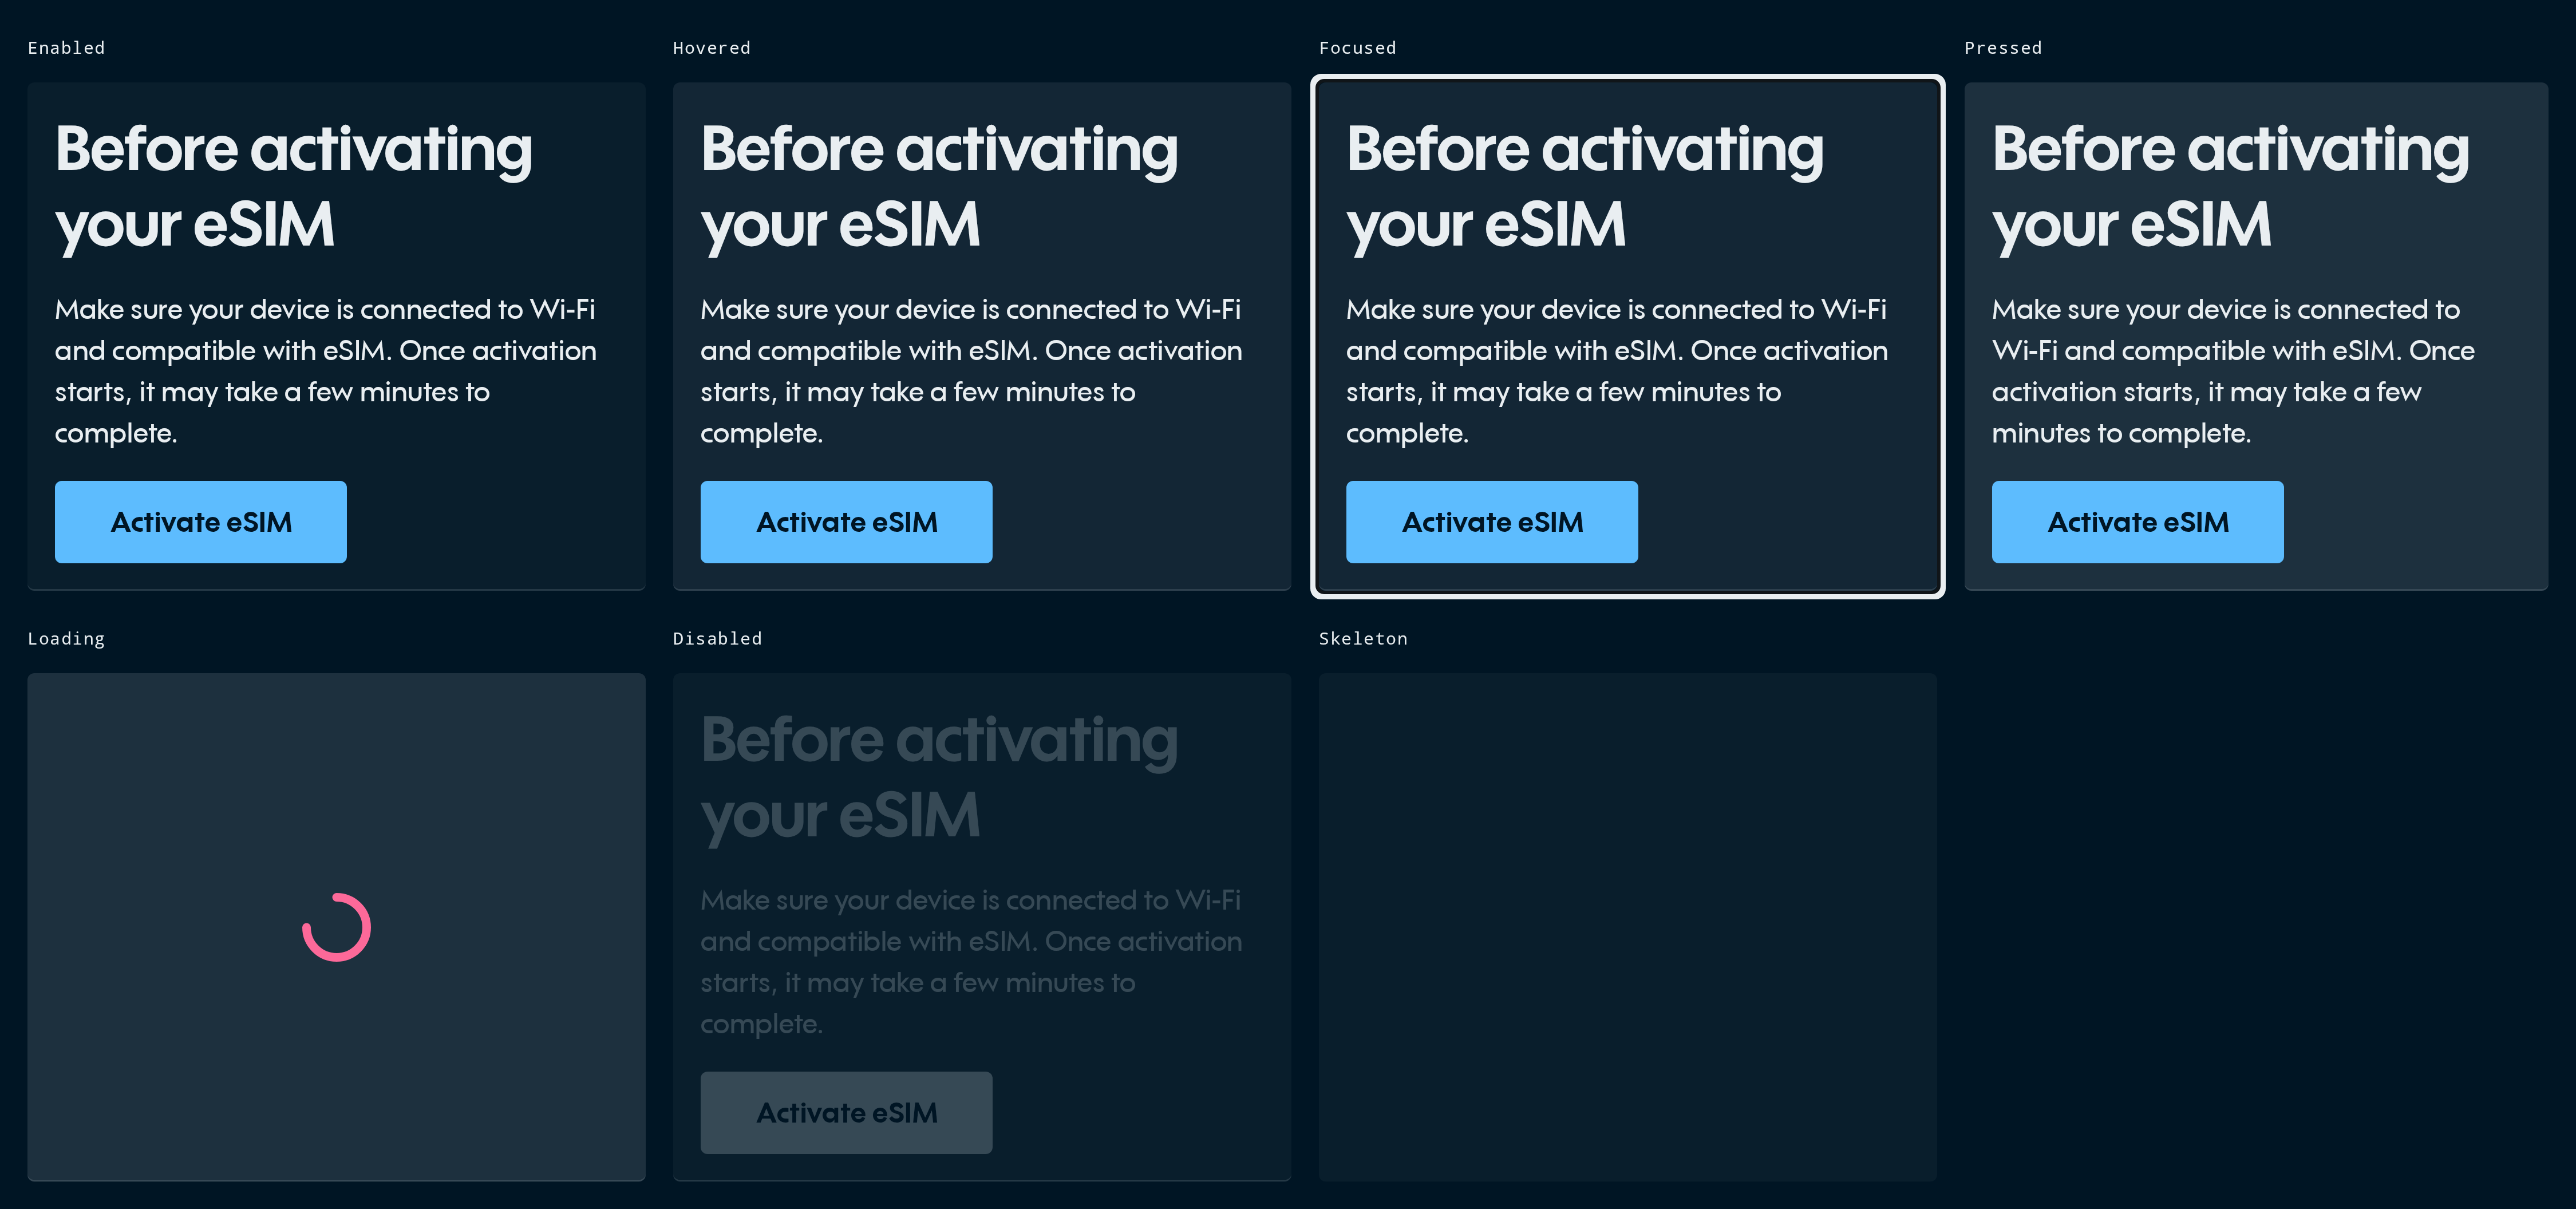 Enabled
Before activating
your eSIM
Make sure your device is connected to Wi-Fi
and compatible with eSIM. Once activation
starts, it may take a few minutes to
complete.
Activate eSIM
Hovered
Before activating
your eSIM
Make sure your device is connected to Wi-Fi
and compatible with eSIM. Once activation
starts, it may take a few minutes to
complete.
Activate eSIM
Focused
Before activating
your eSIM
Make sure your device is connected to Wi-Fi
and compatible with eSIM. Once activation
starts, it may take a few minutes to
complete.
Activate eSIM
Pressed
Before activating
your eSIM
Make sure your device is connected to
Wi-Fi and compatible with eSIM. Once
activation starts, it may take a few
minutes to complete.
Activate eSIM
Loading
Disabled
Before activating
your eSIM
Make sure your device is connected to Wi-Fi
and compatible with eSIM. Once activation
starts, it may take a few minutes to
complete.
Activate eSIM
Skeleton